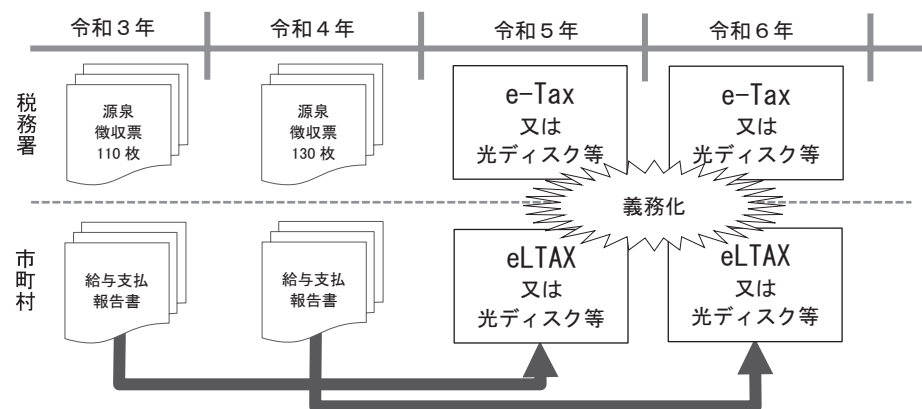 令和3年
令和4年
令和5年
令和6年
税務署
源泉
徴収票
110 枚
源泉
徴収票
130 枚
e-Tax
又は
光ディスク等
e-Tax
又は
光ディスク等
義務化
市町村
給与支払
報告書
給与支払
報告書
eLTAX
又は
光ディスク等
eLTAX
又は
光ディスク等